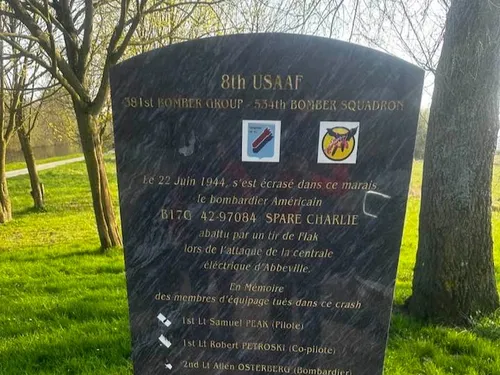 8th USAAF
381st BOMBER GROUP - 534th BOMBER SQUADRON
Le 22 Juin 1944, s'est écrasé dans ce marais
le bombardier Américain
B17G 42-97084 SPARE CHARLIE
abattu par un tir de Flak
lors de l'attaque de la centrale
électrique d'Abbeville.
En Mémoire
des membres d'équipage tués dans ce crash
1st Lt Samuel PEAK (Pilote)
1st Lt Robert PETROSKI (Co-pilote)
2nd Lt Allen OSTERBERG (Bombardier)